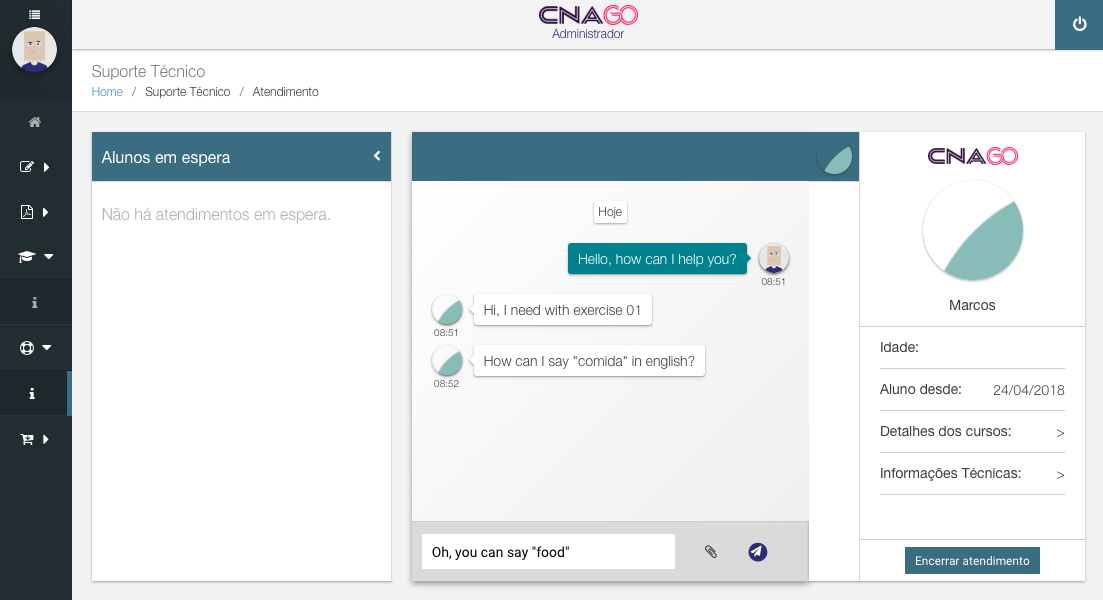 CNAGO
Administrador
Suporte Técnico
Home / Suporte Técnico / Atendimento
Alunos em espera
Não há atendimentos em espera.
Hoje
Hello, how can I help you?
08:51
Hi, I need with exercise 01
08:51
How can I say "comida" in english?
08:52
Oh, you can say "food"
CNAGO
Marcos
Idade:
Aluno desde: 24/04/2018
Detalhes dos cursos: >
Informações Técnicas: >
Encerrar atendimento